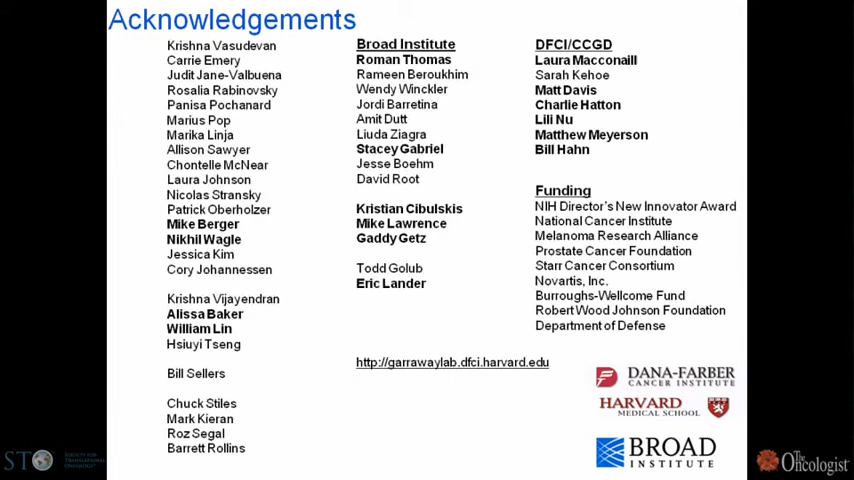 Acknowledgements
Krishna Vasudevan
Carrie Emery
Judit Jane-Valbuena
Rosalia Rabinovsky
Panisa Pochanard
Marius Pop
Marika Linja
Allison Sawyer
Chontelle McNear
Laura Johnson
Nicolas Stransky
Patrick Oberholzer
Mike Berger
Nikhil Wagle
Jessica Kim
Cory Johannessen
Krishna Vijayendran
Alissa Baker
William Lin
Hsiuyi Tseng
Bill Sellers
Chuck Stiles
Mark Kieran
Roz Segal
Barrett Rollins
Broad Institute
Roman Thomas
Rameen Beroukhim
Wendy Winckler
Jordi Barretina
Amit Dutt
Liuda Ziagra
Stacey Gabriel
Jesse Boehm
David Root
Kristian Cibulskis
Mike Lawrence
Gaddy Getz
Todd Golub
Eric Lander
http://garrawaylab.dfci.harvard.edu
DFCI/CCGD
Laura Macconaill
Sarah Kehoe
Matt Davis
Charlie Hatton
Lili Nu
Matthew Meyerson
Bill Hahn
Funding
NIH Director's New Innovator Award
National Cancer Institute
Melanoma Research Alliance
Prostate Cancer Foundation
Starr Cancer Consortium
Novartis, Inc.
Burroughs-Wellcome Fund
Robert Wood Johnson Foundation
Department of Defense
DANA-FARBER
CANCER INSTITUTE
HARVARD
MEDICAL SCHOOL
BROAD
INSTITUTE
STO
SOCIETY FOR
TRANSLATIONAL
ONCOLOGY
The
Oncologist